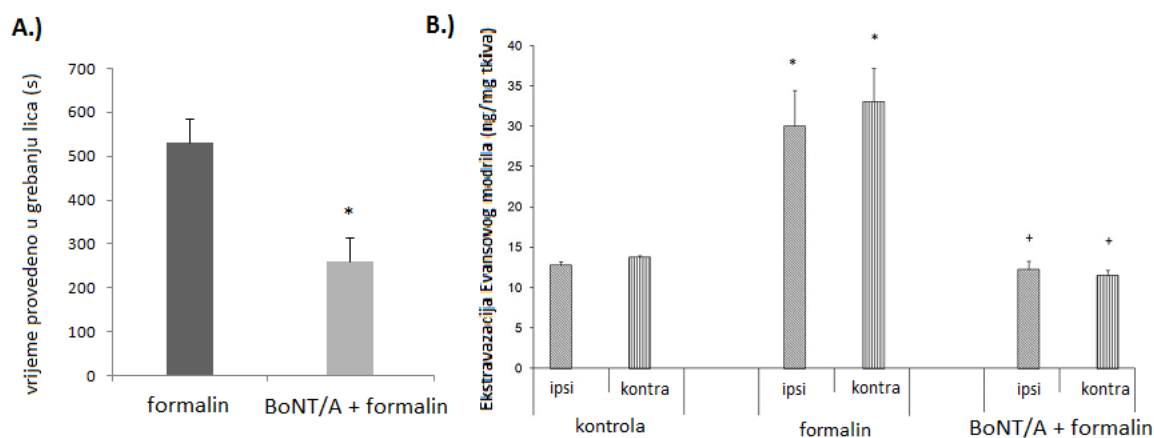 A.)
vrijeme provedeno u grebanju lica (s)
700
600
500
400
300
200
100
0
*
formalin
BoNT/A + formalin
B.)
Ekstravazacija Evansovog modrila (ng/mg tkiva)
40
35
30
25
20
15
10
5
0
* *
+ +
ipsi kontra ipsi kontra ipsi kontra
kontrola formalin BoNT/A + formalin